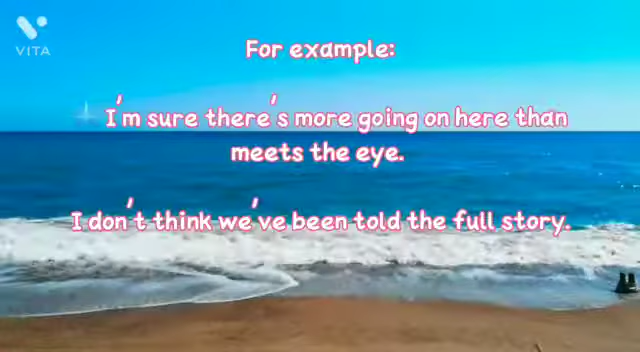 VITA
For example:
I'm sure there's more going on here than
meets the eye.
I don't think we've been told the full story.